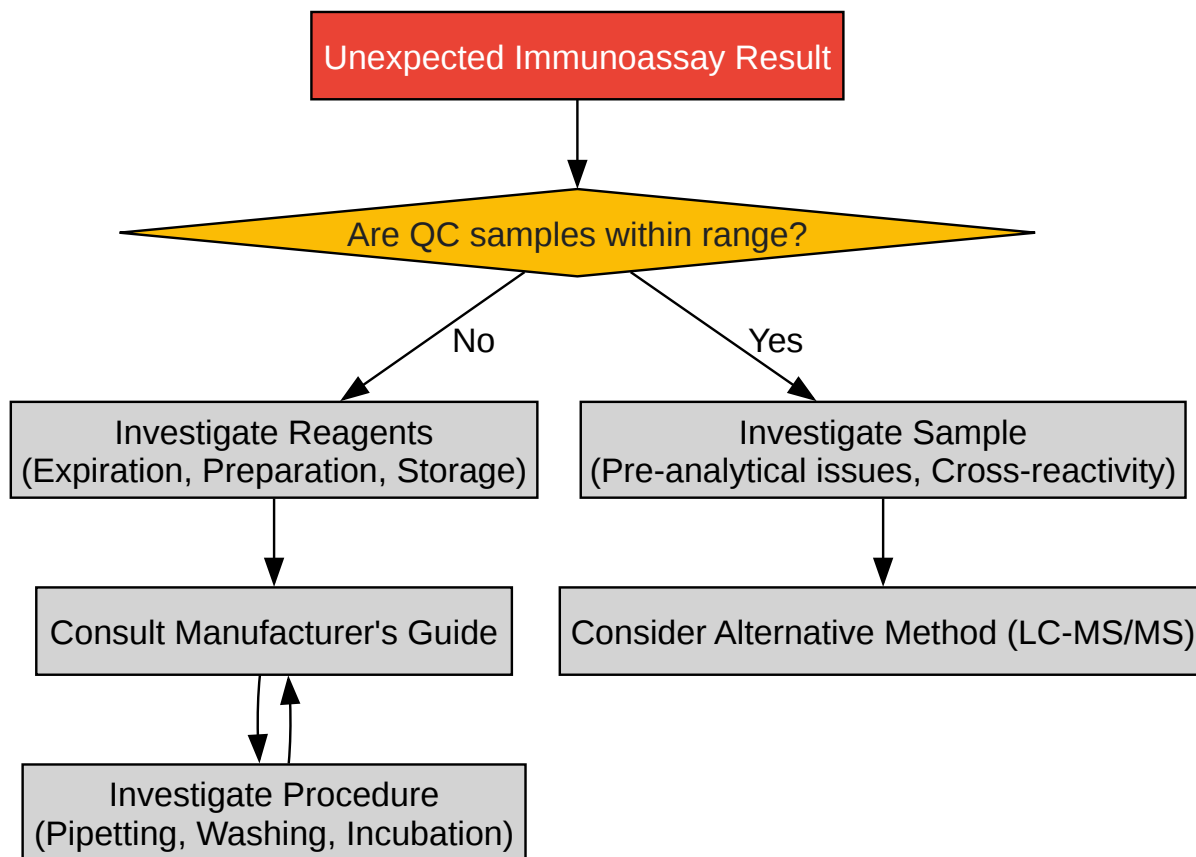 Unexpected Immunoassay Result
Are QC samples within range?
No
Yes
Investigate Reagents
(Expiration, Preparation, Storage)
Investigate Sample
(Pre-analytical issues, Cross-reactivity)
Consult Manufacturer's Guide
Consider Alternative Method (LC-MS/MS)
Investigate Procedure
(Pipetting, Washing, Incubation)